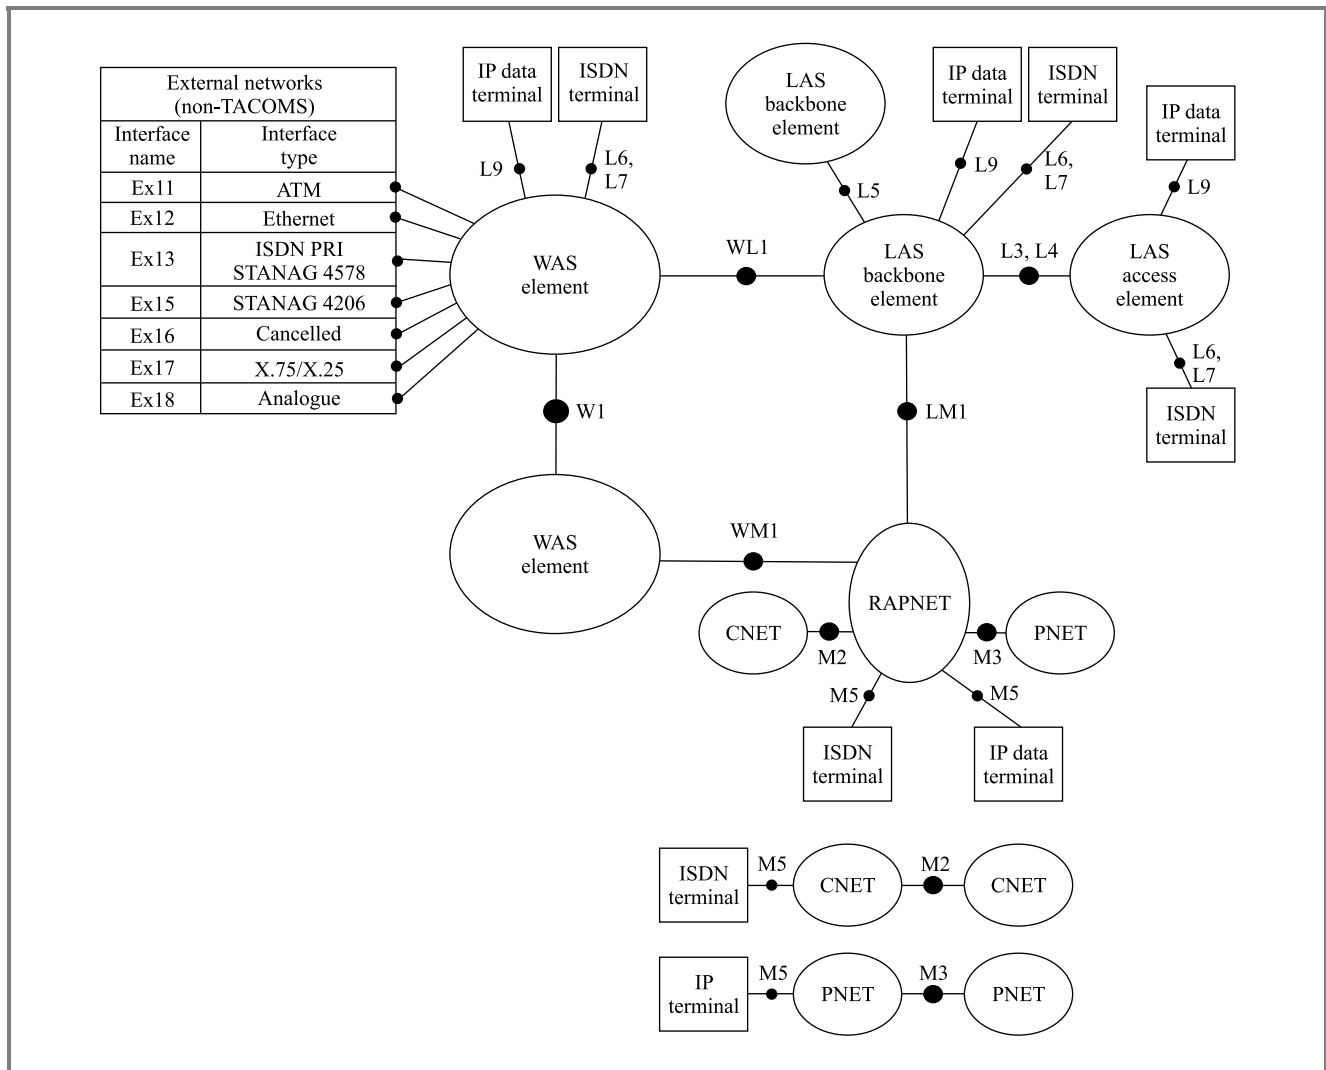 External networks
(non-TACOMS)
Interface
name
Interface
type
Ex11
ATM
Ex12
Ethernet
Ex13
ISDN PRI
STANAG 4578
Ex15
STANAG 4206
Ex16
Cancelled
Ex17
X.75/X.25
Ex18
Analogue
IP data
terminal
ISDN
terminal
L9
L6,
L7
WAS
element
LAS
backbone
element
L5
IP data
terminal
ISDN
terminal
L9
L6,
L7
IP data
terminal
L9
WL1
LAS
backbone
element
L3, L4
LAS
access
element
L6,
L7
ISDN
terminal
W1
LM1
WAS
element
WM1
RAPNET
CNET
M2
M3
PNET
M5
M5
ISDN
terminal
IP data
terminal
ISDN
terminal
M5
CNET
M2
CNET
IP
terminal
M5
PNET
M3
PNET